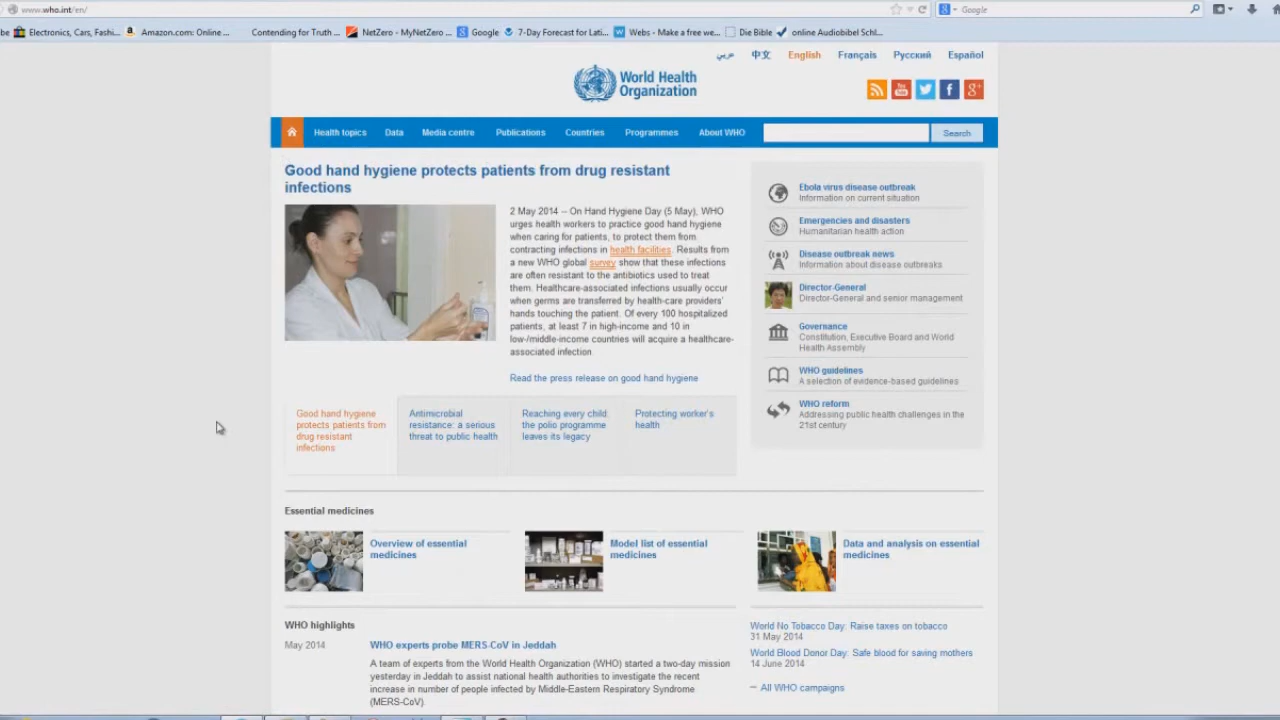 www.who.int/en/
Google
be Electronics, Cars, Fashi... Amazon.com: Online ... Contending for Truth ... NetZero - MyNetZero ... Google 7-Day Forecast for Lati... Webs - Make a free we... Die Bible online Audiobibel Schl...
عربي 中文 English Français Русский Español
World Health
Organization
Health topics Data Media centre Publications Countries Programmes About WHO Search
Good hand hygiene protects patients from drug resistant
infections
2 May 2014 -- On Hand Hygiene Day (5 May), WHO
urges health workers to practice good hand hygiene
when caring for patients, to protect them from
contracting infections in health facilities. Results from
a new WHO global survey show that these infections
are often resistant to the antibiotics used to treat
them. Healthcare-associated infections usually occur
when germs are transferred by health-care providers'
hands touching the patient. Of every 100 hospitalized
patients, at least 7 in high-income and 10 in
low-/middle-income countries will acquire a healthcare-
associated infection.
Read the press release on good hand hygiene
Good hand hygiene
protects patients from
drug resistant
infections
Antimicrobial
resistance: a serious
threat to public health
Reaching every child:
the polio programme
leaves its legacy
Protecting worker's
health
Ebola virus disease outbreak
Information on current situation
Emergencies and disasters
Humanitarian health action
Disease outbreak news
Information about disease outbreaks
Director-General
Director-General and senior management
Governance
Constitution, Executive Board and World
Health Assembly
WHO guidelines
A selection of evidence-based guidelines
WHO reform
Addressing public health challenges in the
21st century
Essential medicines
Overview of essential
medicines
Model list of essential
medicines
Data and analysis on essential
medicines
WHO highlights
May 2014
WHO experts probe MERS-CoV in Jeddah
A team of experts from the World Health Organization (WHO) started a two-day mission
yesterday in Jeddah to assist national health authorities to investigate the recent
increase in number of people infected by Middle-Eastern Respiratory Syndrome
(MERS-CoV).
World No Tobacco Day: Raise taxes on tobacco
31 May 2014
World Blood Donor Day: Safe blood for saving mothers
14 June 2014
— All WHO campaigns